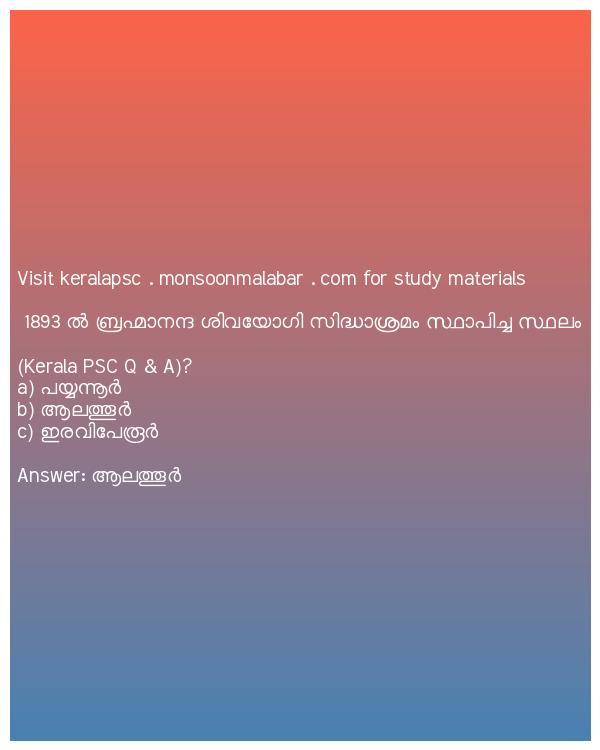 Visit keralapsc . monsoonmalabar . com for study materials
1893 ൽ ബ്രഹ്മാനന്ദ ശിവയോഗി സിദ്ധാശ്രമം സ്ഥാപിച്ച സ്ഥലം
(Kerala PSC Q & A)?
a) പയ്യന്നൂർ
b) ആലത്തൂർ
c) ഇരവിപേരൂർ
Answer: ആലത്തൂർ